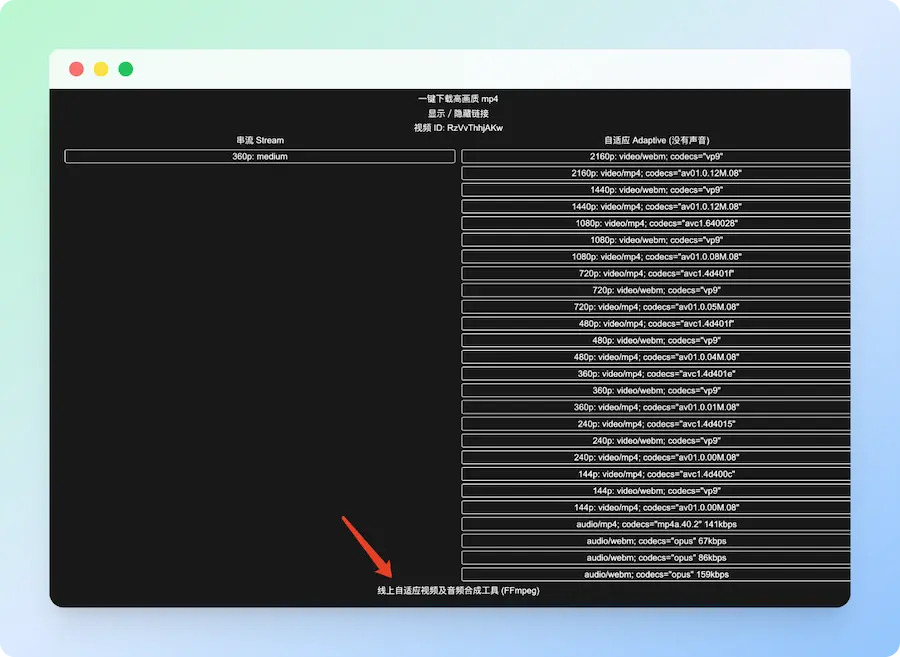 一键下载高画质 mp4
显示 / 隐藏链接
视频 ID: RzVvThhjAKw
串流 Stream
360p: medium
自适应 Adaptive (没有声音)
2160p: video/webm; codecs="vp9"
2160p: video/mp4; codecs="av01.0.12M.08"
1440p: video/webm; codecs="vp9"
1440p: video/mp4; codecs="av01.0.12M.08"
1080p: video/mp4; codecs="avc1.640028"
1080p: video/webm; codecs="vp9"
1080p: video/mp4; codecs="av01.0.08M.08"
720p: video/mp4; codecs="avc1.4d401f"
720p: video/webm; codecs="vp9"
720p: video/mp4; codecs="av01.0.05M.08"
480p: video/mp4; codecs="avc1.4d401f"
480p: video/webm; codecs="vp9"
480p: video/mp4; codecs="av01.0.04M.08"
360p: video/mp4; codecs="avc1.4d401e"
360p: video/webm; codecs="vp9"
360p: video/mp4; codecs="av01.0.01M.08"
240p: video/mp4; codecs="avc1.4d4015"
240p: video/webm; codecs="vp9"
240p: video/mp4; codecs="av01.0.00M.08"
144p: video/mp4; codecs="avc1.4d400c"
144p: video/webm; codecs="vp9"
144p: video/mp4; codecs="av01.0.00M.08"
audio/mp4; codecs="mp4a.40.2" 141kbps
audio/webm; codecs="opus" 67kbps
audio/webm; codecs="opus" 86kbps
audio/webm; codecs="opus" 159kbps
线上自适应视频及音频合成工具 (FFmpeg)